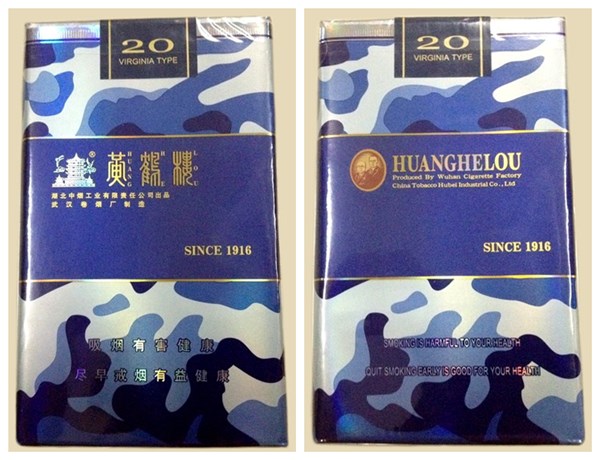 20
VIRGINIA TYPE
®
黃鹤樓
HUANG HE LOU
湖北中烟工业有限责任公司出品
武汉卷烟厂制造
SINCE 1916
吸烟有害健康
尽早戒烟有益健康
20
VIRGINIA TYPE
HUANGHELOU
Produced By Wuhan Cigerette Factory
China Tobacco Hubei Industrial Co., Ltd
SINCE 1916
SMOKING IS HARMFUL TO YOUR HEALTH
QUIT SMOKING EARLY IS GOOD FOR YOUR HEALTH